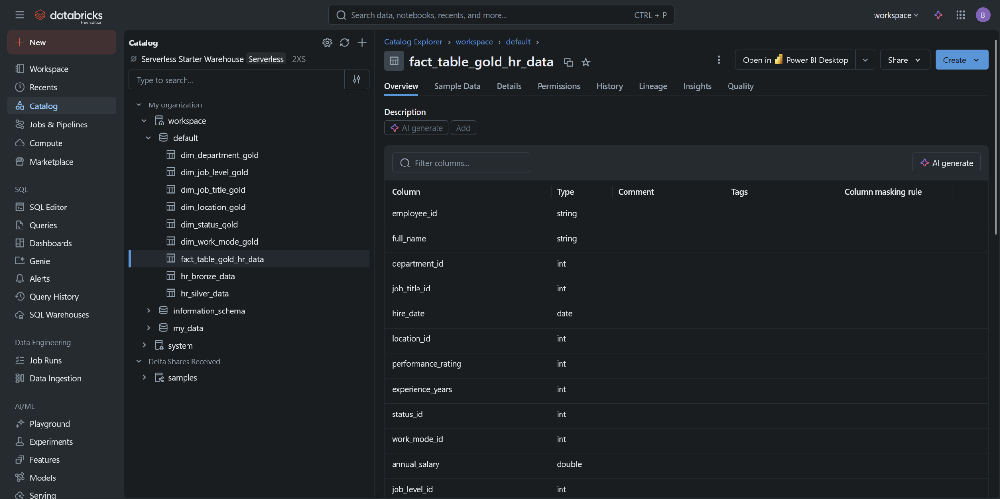 databricks
Free Edition
Search data, notebooks, recents, and more...
CTRL + P
workspace
B
New
Workspace
Recents
Catalog
Jobs & Pipelines
Compute
Marketplace
SQL
SQL Editor
Queries
Dashboards
Genie
Alerts
Query History
SQL Warehouses
Data Engineering
Job Runs
Data Ingestion
AI/ML
Playground
Experiments
Features
Models
Serving
Catalog
Serverless Starter Warehouse Serverless 2XS
Type to search...
My organization
workspace
default
dim_department_gold
dim_job_level_gold
dim_job_title_gold
dim_location_gold
dim_status_gold
dim_work_mode_gold
fact_table_gold_hr_data
hr_bronze_data
hr_silver_data
information_schema
my_data
system
Delta Shares Received
samples
Catalog Explorer › workspace › default ›
fact_table_gold_hr_data
Open in Power BI Desktop
Share
Create
Overview Sample Data Details Permissions History Lineage Insights Quality
Description
AI generate Add
Filter columns...
AI generate
Column Type Comment Tags Column masking rule
employee_id string
full_name string
department_id int
job_title_id int
hire_date date
location_id int
performance_rating int
experience_years int
status_id int
work_mode_id int
annual_salary double
job_level_id int